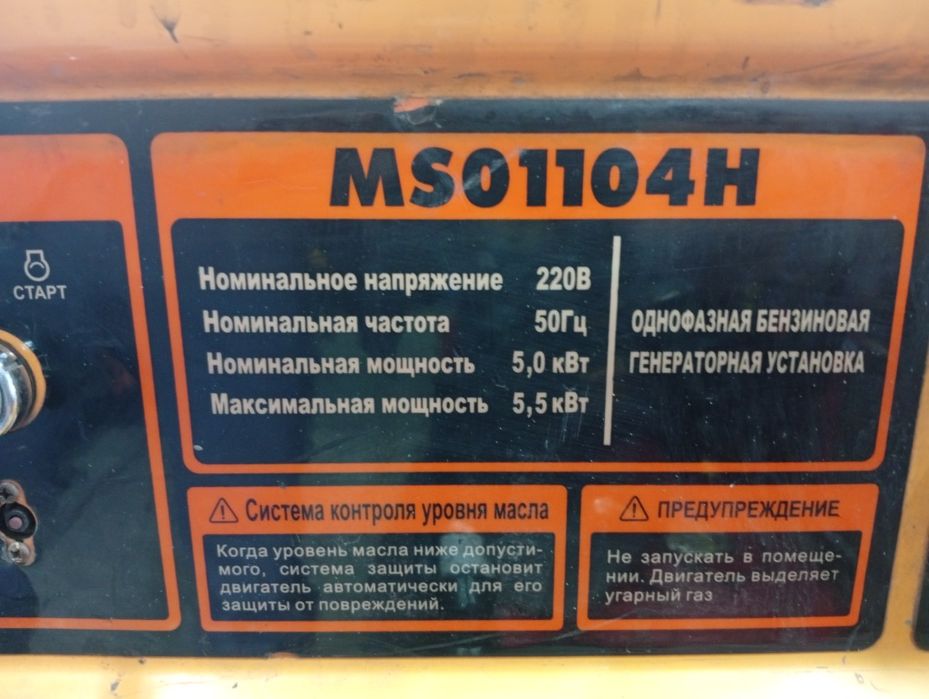 MS01104H
СТАРТ
Номинальное напряжение 220В
Номинальная частота 50Гц
Номинальная мощность 5,0 кВт
Максимальная мощность 5,5 кВт
ОДНОФАЗНАЯ БЕНЗИНОВАЯ
ГЕНЕРАТОРНАЯ УСТАНОВКА
Система контроля уровня масла
Когда уровень масла ниже допусти-
мого, система защиты остановит
двигатель автоматически для его
защиты от повреждений.
ПРЕДУПРЕЖДЕНИЕ
Не запускать в помеще-
нии. Двигатель выделяет
угарный газ